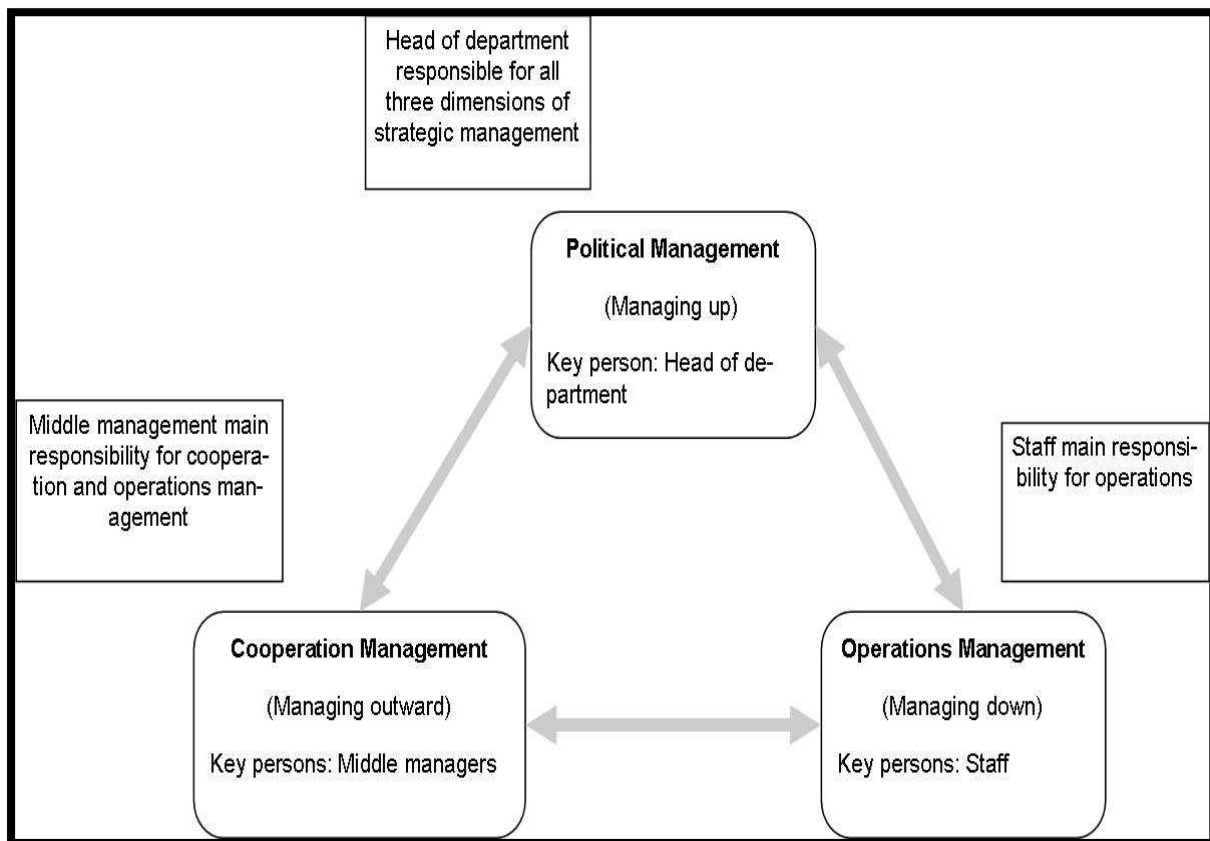 Head of department
responsible for all
three dimensions of
strategic management
Political Management
(Managing up)
Key person: Head of de-
partment
Middle management main
responsibility for coopera-
tion and operations man-
agement
Staff main responsi-
bility for operations
Cooperation Management
(Managing outward)
Key persons: Middle managers
Operations Management
(Managing down)
Key persons: Staff